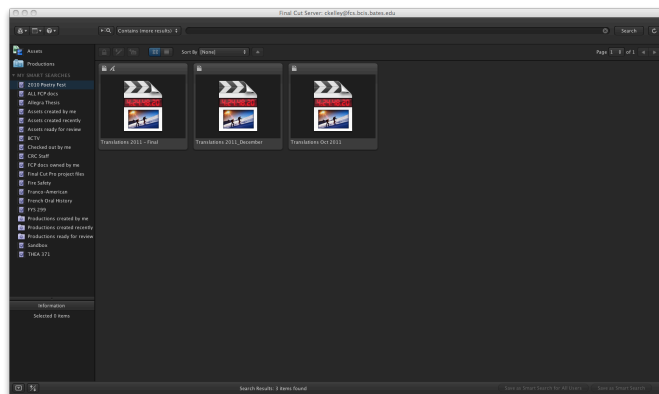 Final Cut Server: ckelley@fcs.bcis.bates.edu
Contains (more results)
Search
Assets
Productions
MY SMART SEARCHES
2010 Poetry Fest
ALL FCP docs
Allegru Thesis
Assets created by me
Assets created recently
Assets ready for review
BCTV
Checked out by me
CRC Staff
FCP docs owned by me
Final Cut Pro project files
Fire Safety
Franco-American
French Oral History
FYS 299
Productions created by me
Productions created recently
Productions ready for review
Sandbox
THEA 371
Sort By [None]
Page 1 of 1
Translations 2011 - Final
Translations 2011_December
Translations Oct 2011
Information
Selected 0 items
Search Results: 3 items found
Save as Smart Search for All Users
Save as Smart Search